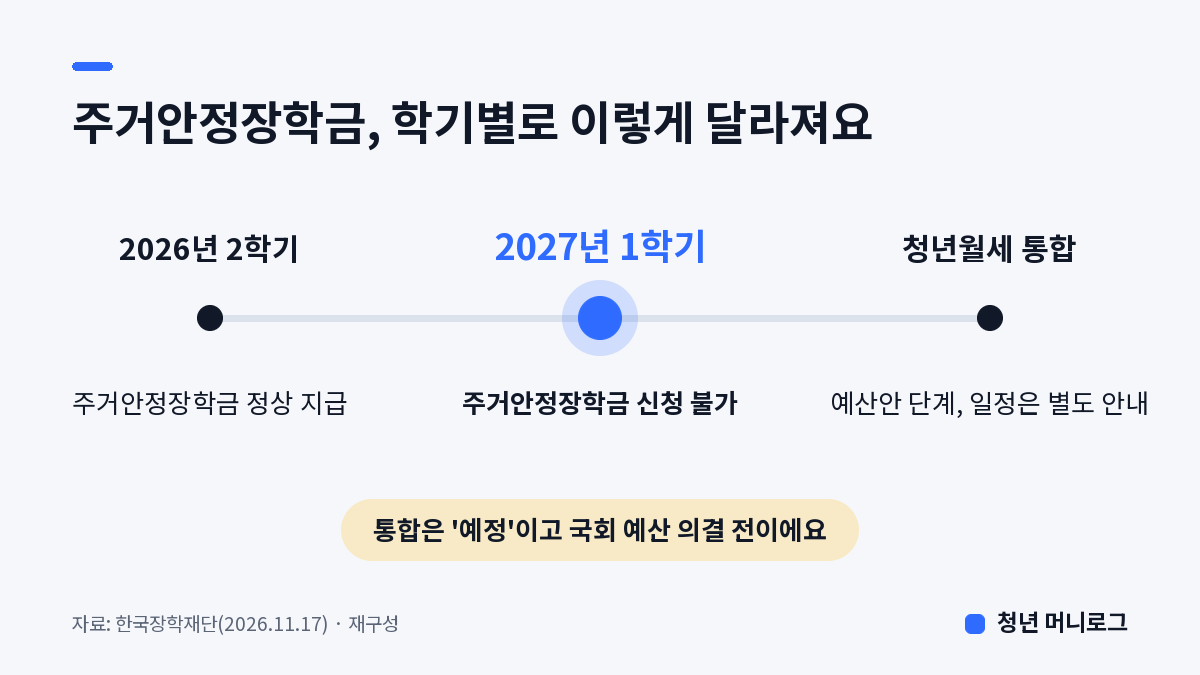 주거안정장학금, 학기별로 이렇게 달라져요
2026년 2학기
2027년 1학기
청년월세 통합
주거안정장학금 정상 지급
주거안정장학금 신청 불가
예산안 단계, 일정은 별도 안내
통합은 '예정'이고 국회 예산 의결 전이에요
자료: 한국장학재단(2026.11.17) · 재구성
청년 머니로그